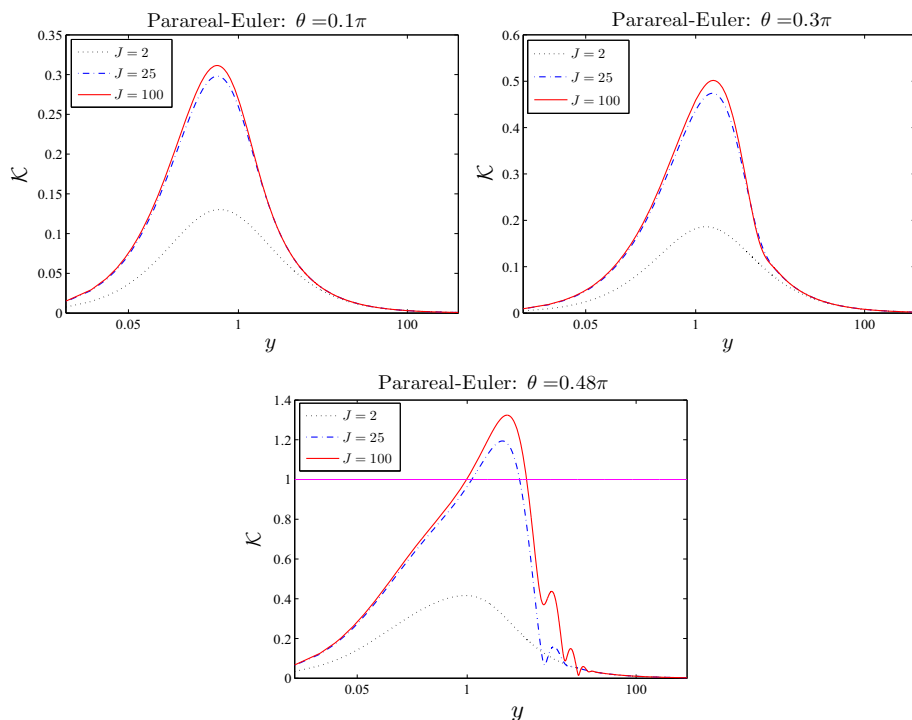 Parareal-Euler: θ =0.1π
0.35
0.3
0.25
0.2
0.15
0.1
0.05
0
K
J = 2
J = 25
J = 100
0.05
1
100
y
Parareal-Euler: θ =0.3π
0.6
0.5
0.4
0.3
0.2
0.1
0
K
J = 2
J = 25
J = 100
0.05
1
100
y
Parareal-Euler: θ =0.48π
1.4
1.2
1
0.8
0.6
0.4
0.2
0
K
J = 2
J = 25
J = 100
0.05
1
100
y